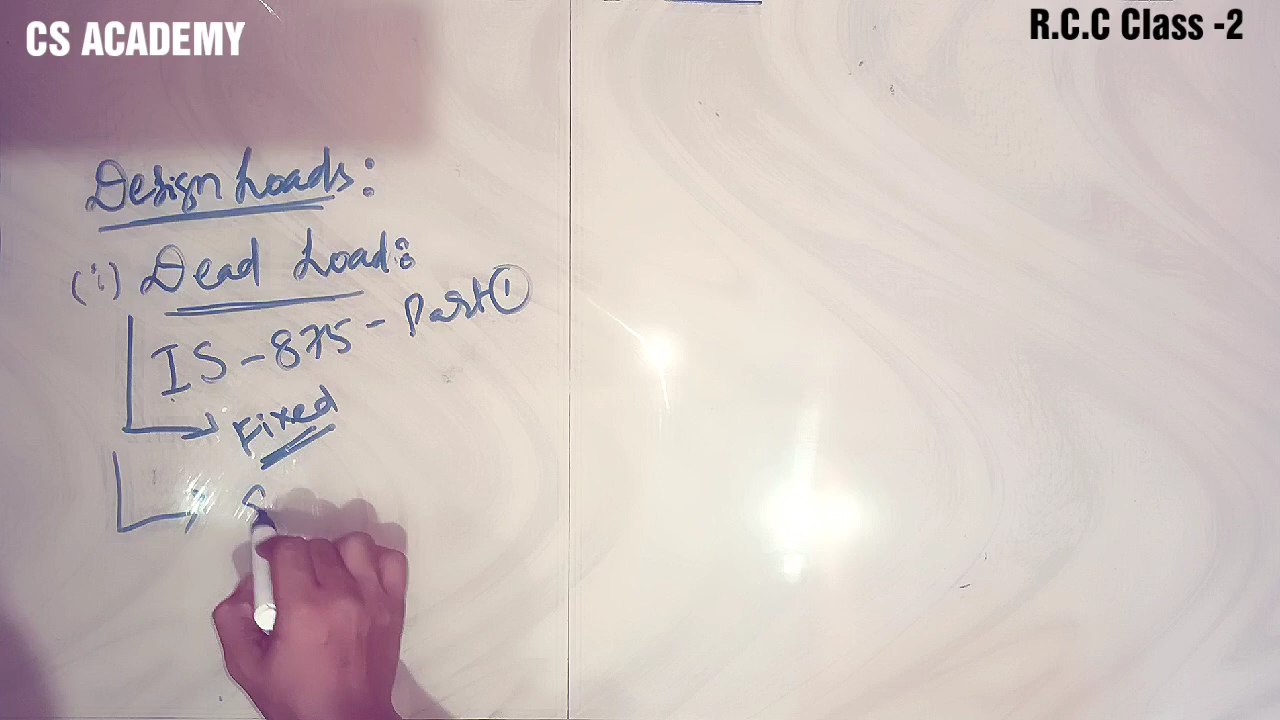 CS ACADEMY
R.C.C Class -2
Design Loads:
(i) Dead Load:
IS-875- Part ①
Fixed
S